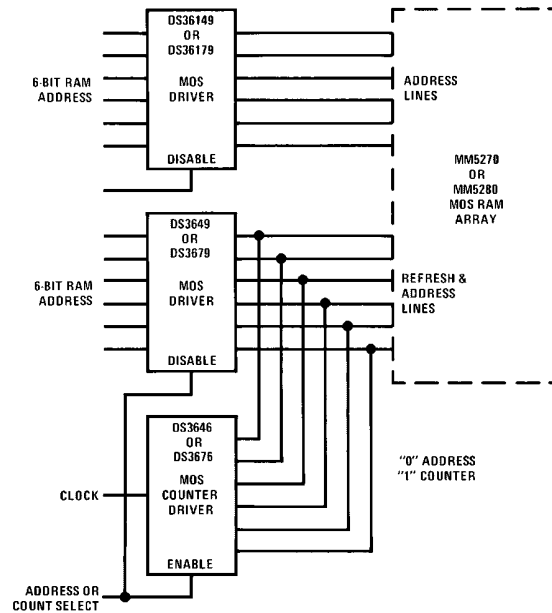 DS36149
OR
DS36179
MOS
DRIVER
DISABLE
6-BIT RAM
ADDRESS
ADDRESS
LINES
MM5270
OR
MM5280
MOS RAM
ARRAY
DS3649
OR
DS3679
MOS
DRIVER
DISABLE
6-BIT RAM
ADDRESS
REFRESH &
ADDRESS
LINES
DS3646
OR
DS3676
MOS
COUNTER
DRIVER
ENABLE
CLOCK
"0" ADDRESS
"1" COUNTER
ADDRESS OR
COUNT SELECT